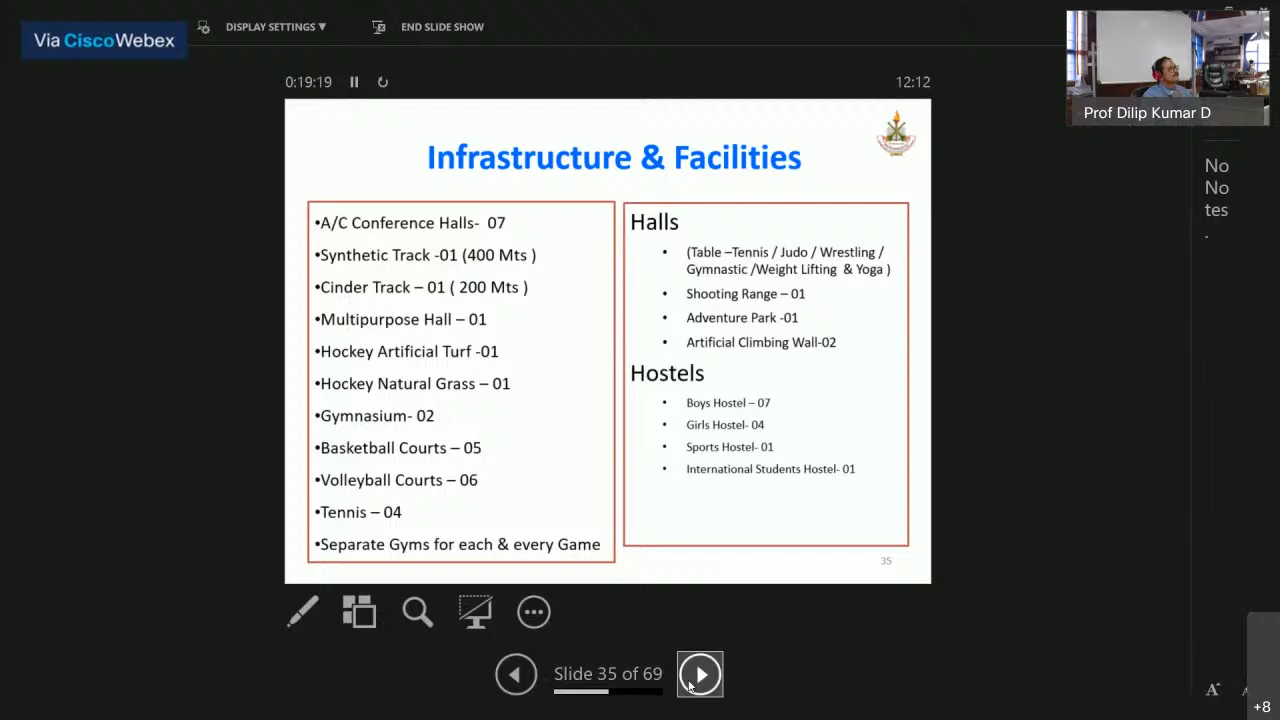 Via CiscoWebex
DISPLAY SETTINGS ▼
END SLIDE SHOW
0:19:19
12:12
Prof Dilip Kumar D
No
No
tes
.
Infrastructure & Facilities
•A/C Conference Halls- 07
•Synthetic Track -01 (400 Mts )
•Cinder Track – 01 ( 200 Mts )
•Multipurpose Hall – 01
•Hockey Artificial Turf -01
•Hockey Natural Grass – 01
•Gymnasium- 02
•Basketball Courts – 05
•Volleyball Courts – 06
•Tennis – 04
•Separate Gyms for each & every Game
Halls
• (Table –Tennis / Judo / Wrestling /
Gymnastic /Weight Lifting & Yoga )
• Shooting Range – 01
• Adventure Park -01
• Artificial Climbing Wall-02
Hostels
• Boys Hostel – 07
• Girls Hostel- 04
• Sports Hostel- 01
• International Students Hostel- 01
35
Slide 35 of 69
A
+8